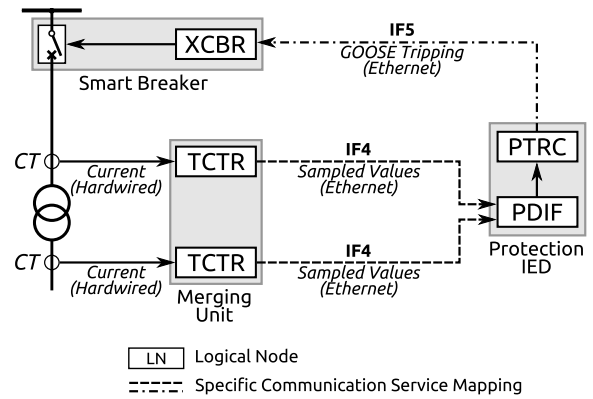 XCBR
IF5
GOOSE Tripping
(Ethernet)
Smart Breaker
CT
Current
(Hardwired)
TCTR
IF4
Sampled Values
(Ethernet)
PTRC
PDIF
Protection
IED
CT
Current
(Hardwired)
TCTR
IF4
Sampled Values
(Ethernet)
Merging
Unit
LN
Logical Node
Specific Communication Service Mapping